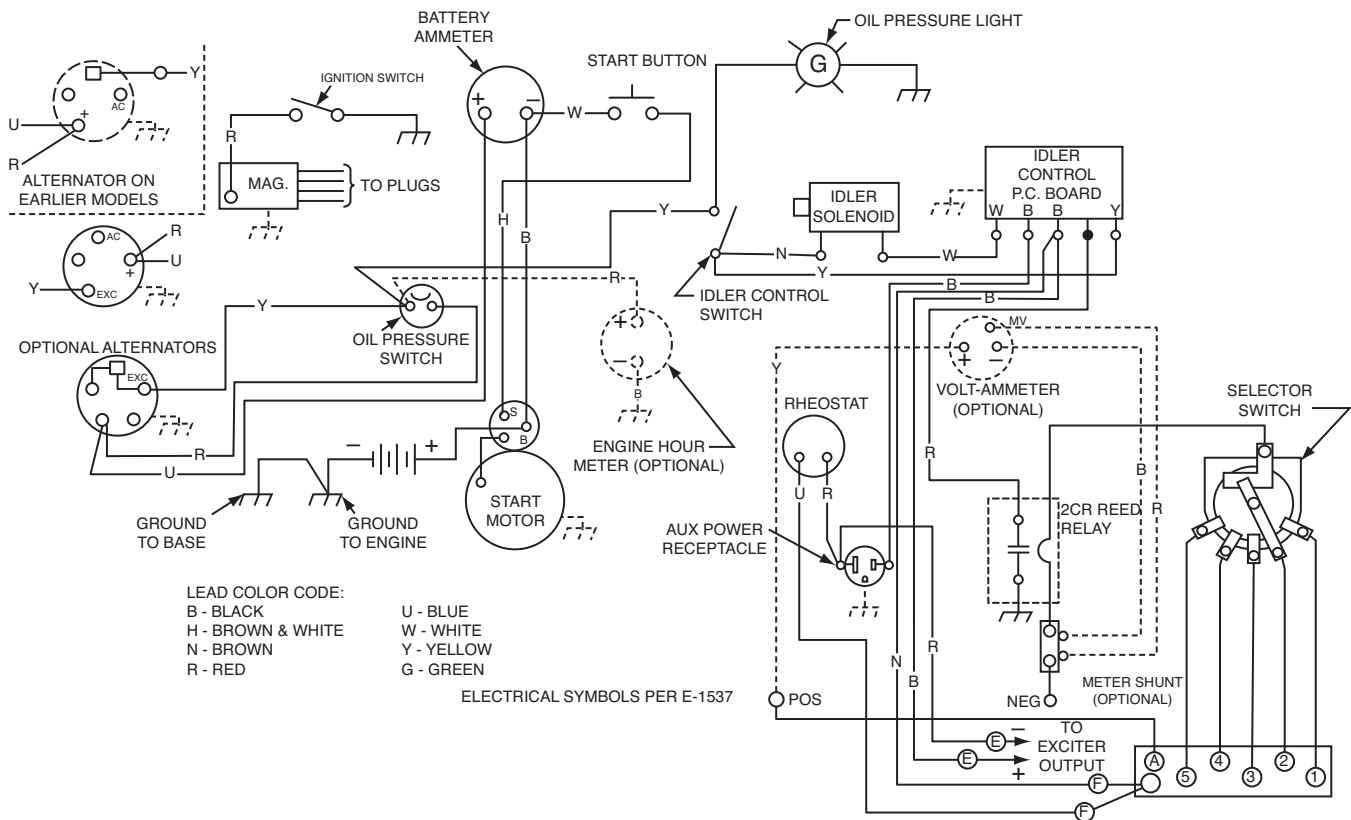 BATTERY
AMMETER
+
−
OIL PRESSURE LIGHT
G
START BUTTON
W
IGNITION SWITCH
R
MAG.
TO PLUGS
Y
AC
+
U
R
ALTERNATOR ON
EARLIER MODELS
AC
R
U
+
Y
EXC
OPTIONAL ALTERNATORS
EXC
Y
R
U
H
B
OIL PRESSURE
SWITCH
Y
R
+
−
B
ENGINE HOUR
METER (OPTIONAL)
S
B
START
MOTOR
−
+
GROUND
TO BASE
GROUND
TO ENGINE
IDLER
SOLENOID
N
W
Y
IDLER CONTROL
SWITCH
IDLER
CONTROL
P.C. BOARD
W
B
B
Y
B
B
MV
+
−
VOLT-AMMETER
(OPTIONAL)
Y
RHEOSTAT
U
R
AUX POWER
RECEPTACLE
R
2CR REED
RELAY
B
R
SELECTOR
SWITCH
N
B
R
METER SHUNT
(OPTIONAL)
NEG
POS
LEAD COLOR CODE:
B - BLACK
H - BROWN & WHITE
N - BROWN
R - RED
U - BLUE
W - WHITE
Y - YELLOW
G - GREEN
ELECTRICAL SYMBOLS PER E-1537
E
−
E
+
TO
EXCITER
OUTPUT
F
F
A
5
4
3
2
1